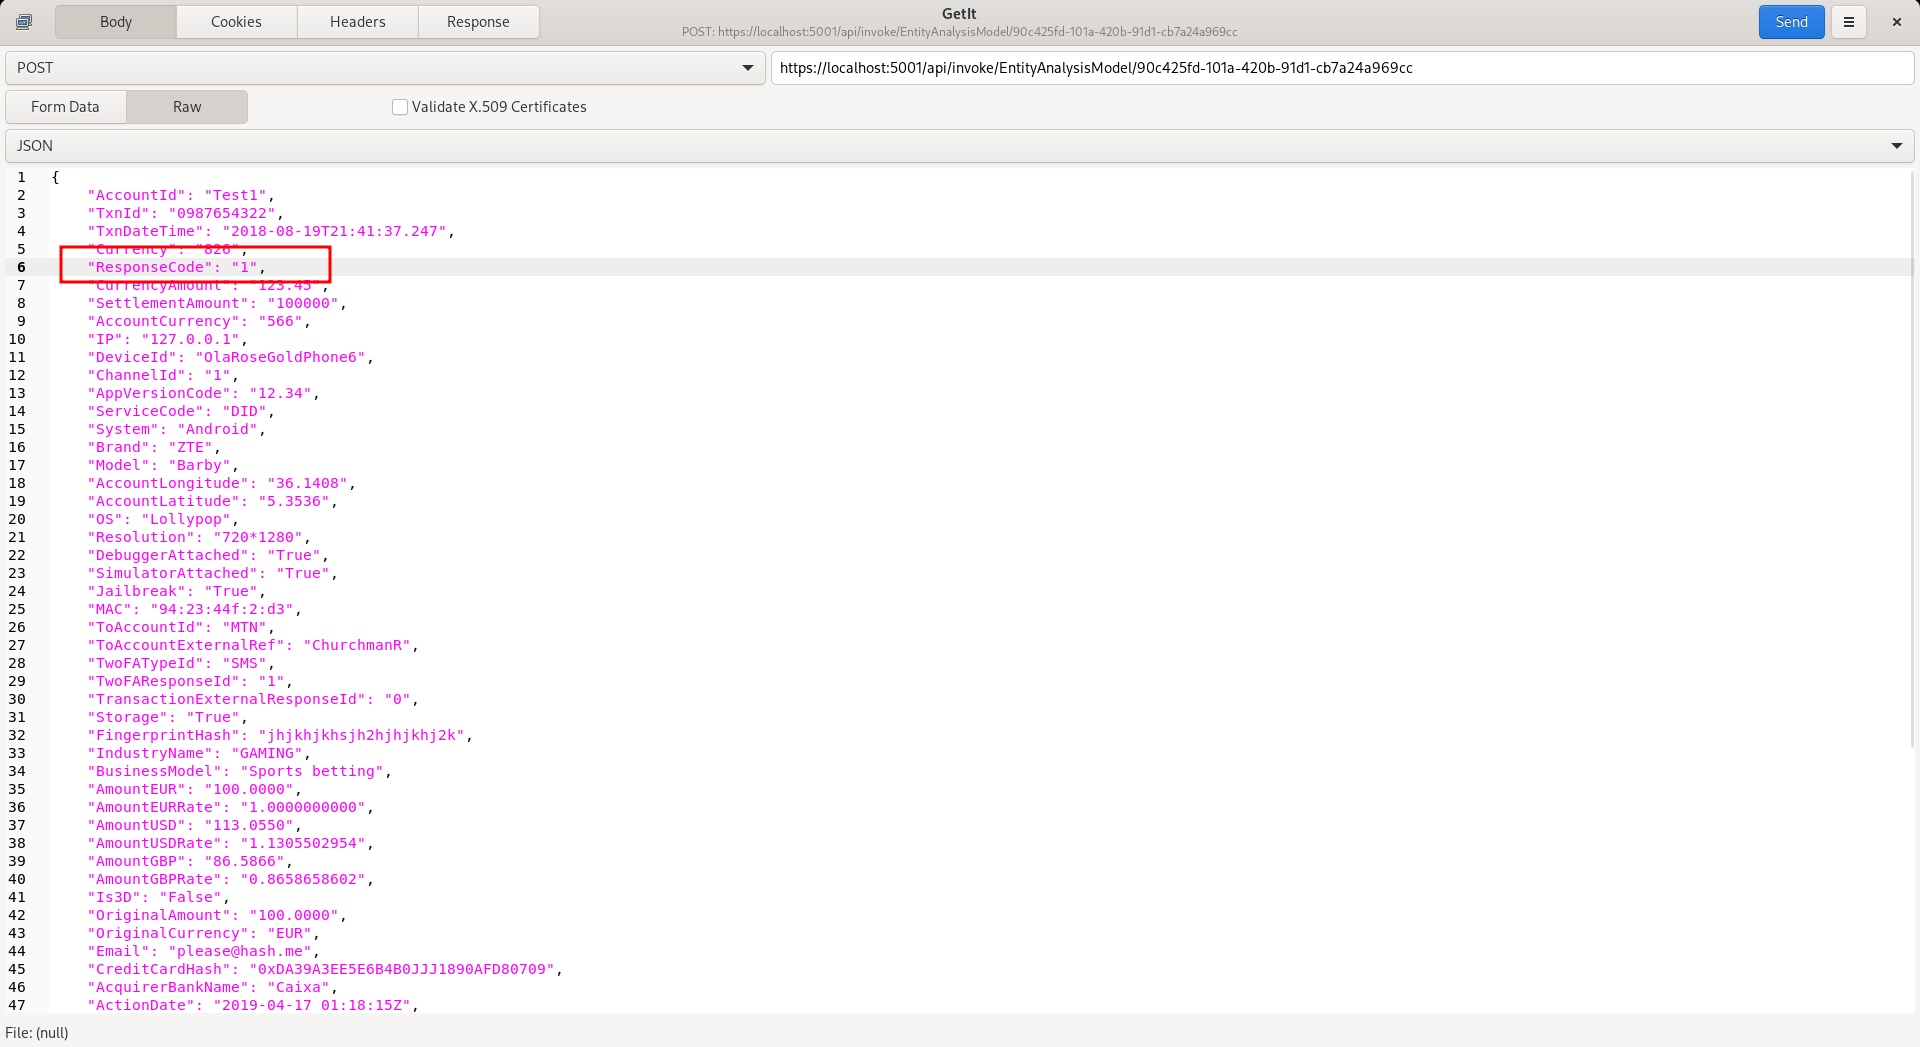 Body
Cookies
Headers
Response
GetIt
POST: https://localhost:5001/api/invoke/EntityAnalysisModel/90c425fd-101a-420b-91d1-cb7a24a969cc
Send
POST
https://localhost:5001/api/invoke/EntityAnalysisModel/90c425fd-101a-420b-91d1-cb7a24a969cc
Form Data
Raw
Validate X.509 Certificates
JSON
1 {
2 "AccountId": "Test1",
3 "TxnId": "0987654322",
4 "TxnDateTime": "2018-08-19T21:41:37.247",
5 "Currency": "826",
6 "ResponseCode": "1",
7 "CurrencyAmount": "123.45",
8 "SettlementAmount": "100000",
9 "AccountCurrency": "566",
10 "IP": "127.0.0.1",
11 "DeviceId": "OlaRoseGoldPhone6",
12 "ChannelId": "1",
13 "AppVersionCode": "12.34",
14 "ServiceCode": "DID",
15 "System": "Android",
16 "Brand": "ZTE",
17 "Model": "Barby",
18 "AccountLongitude": "36.1408",
19 "AccountLatitude": "5.3536",
20 "OS": "Lollypop",
21 "Resolution": "720*1280",
22 "DebuggerAttached": "True",
23 "SimulatorAttached": "True",
24 "Jailbreak": "True",
25 "MAC": "94:23:44f:2:d3",
26 "ToAccountId": "MTN",
27 "ToAccountExternalRef": "ChurchmanR",
28 "TwoFATypeId": "SMS",
29 "TwoFAResponseId": "1",
30 "TransactionExternalResponseId": "0",
31 "Storage": "True",
32 "FingerprintHash": "jhjkhjkhsjh2hjhjkhj2k",
33 "IndustryName": "GAMING",
34 "BusinessModel": "Sports betting",
35 "AmountEUR": "100.0000",
36 "AmountEURRate": "1.0000000000",
37 "AmountUSD": "113.0550",
38 "AmountUSDRate": "1.1305502954",
39 "AmountGBP": "86.5866",
40 "AmountGBPRate": "0.8658658602",
41 "Is3D": "False",
42 "OriginalAmount": "100.0000",
43 "OriginalCurrency": "EUR",
44 "Email": "please@hash.me",
45 "CreditCardHash": "0xDA39A3EE5E6B4B0JJJ1890AFD80709",
46 "AcquirerBankName": "Caixa",
47 "ActionDate": "2019-04-17 01:18:15Z",
File: (null)